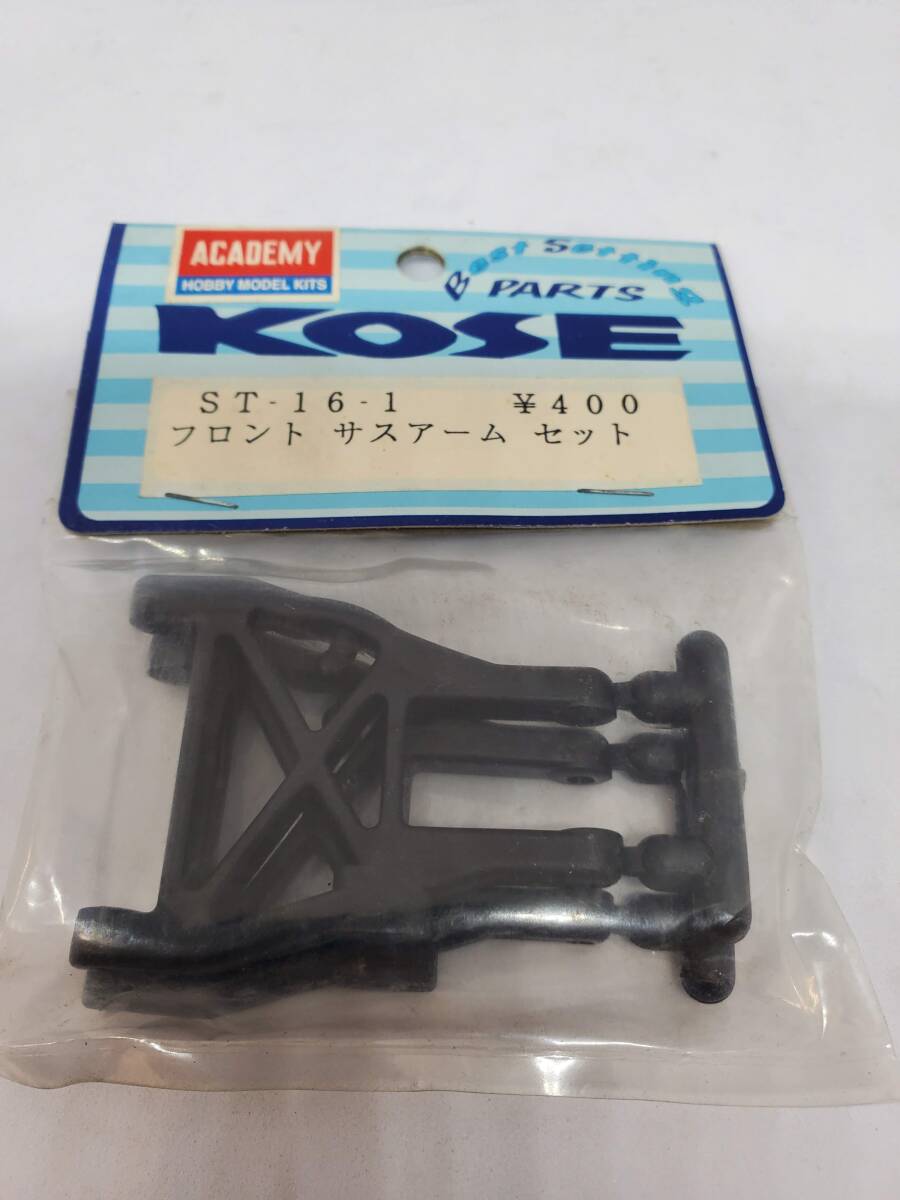 ACADEMY
HOBBY MODEL KITS
Best Setting
PARTS
KOSE
ST-16-1 ¥400
フロント サスアーム セット